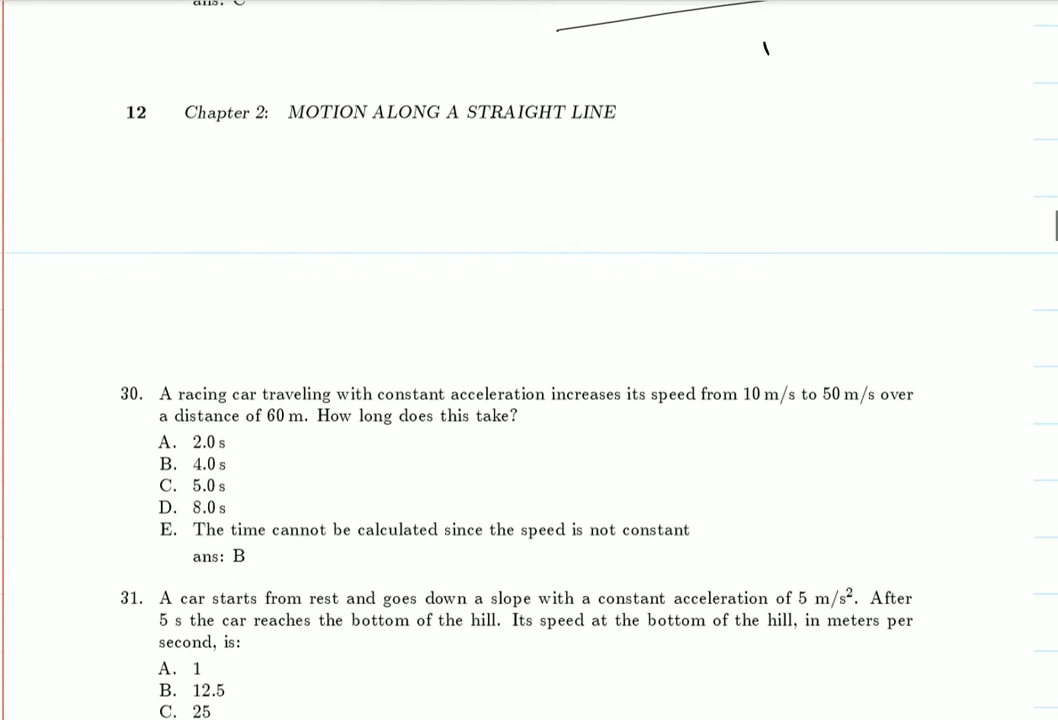 12 Chapter 2: MOTION ALONG A STRAIGHT LINE
30. A racing car traveling with constant acceleration increases its speed from 10 m/s to 50 m/s over
a distance of 60 m. How long does this take?
A. 2.0 s
B. 4.0 s
C. 5.0 s
D. 8.0 s
E. The time cannot be calculated since the speed is not constant
ans: B
31. A car starts from rest and goes down a slope with a constant acceleration of 5 m/s². After
5 s the car reaches the bottom of the hill. Its speed at the bottom of the hill, in meters per
second, is:
A. 1
B. 12.5
C. 25